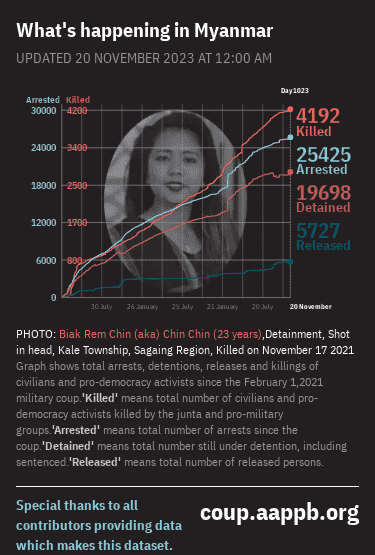 What's happening in Myanmar
UPDATED 20 NOVEMBER 2023 AT 12:00 AM
Day1023
Arrested Killed
30000 4200
24000 3400
18000 2500
12000 1700
6000 800
0
4192
Killed
25425
Arrested
19698
Detained
5727
Released
30 July 26 January 25 July 21 January 20 July 20 November
PHOTO: Biak Rem Chin (aka) Chin Chin (23 years),Detainment, Shot
in head, Kale Township, Sagaing Region, Killed on November 17 2021
Graph shows total arrests, detentions, releases and killings of
civilians and pro-democracy activists since the February 1,2021
military coup.'Killed' means total number of civilians and pro-
democracy activists killed by the junta and pro-military
groups.'Arrested' means total number of arrests since the
coup.'Detained' means total number still under detention, including
sentenced.'Released' means total number of released persons.
Special thanks to all
contributors providing data
which makes this dataset.
coup.aappb.org